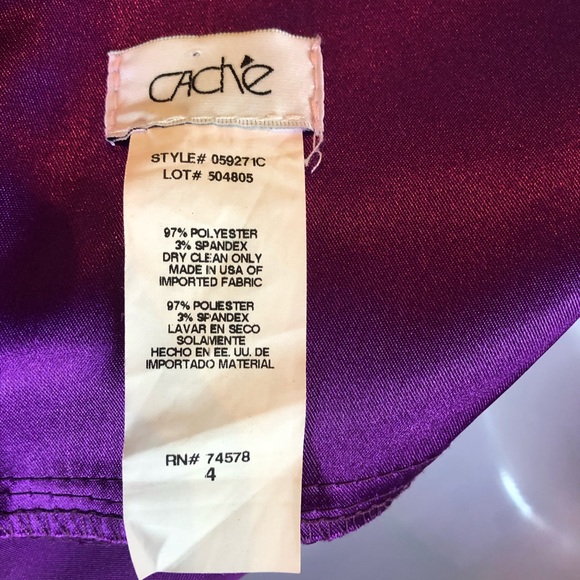 Caché
STYLE# 059271C
LOT# 504805
97% POLYESTER
3% SPANDEX
DRY CLEAN ONLY
MADE IN USA OF
IMPORTED FABRIC
97% POLIESTER
3% SPANDEX
LAVAR EN SECO
SOLAMENTE
HECHO EN EE. UU. DE
IMPORTADO MATERIAL
RN# 74578
4